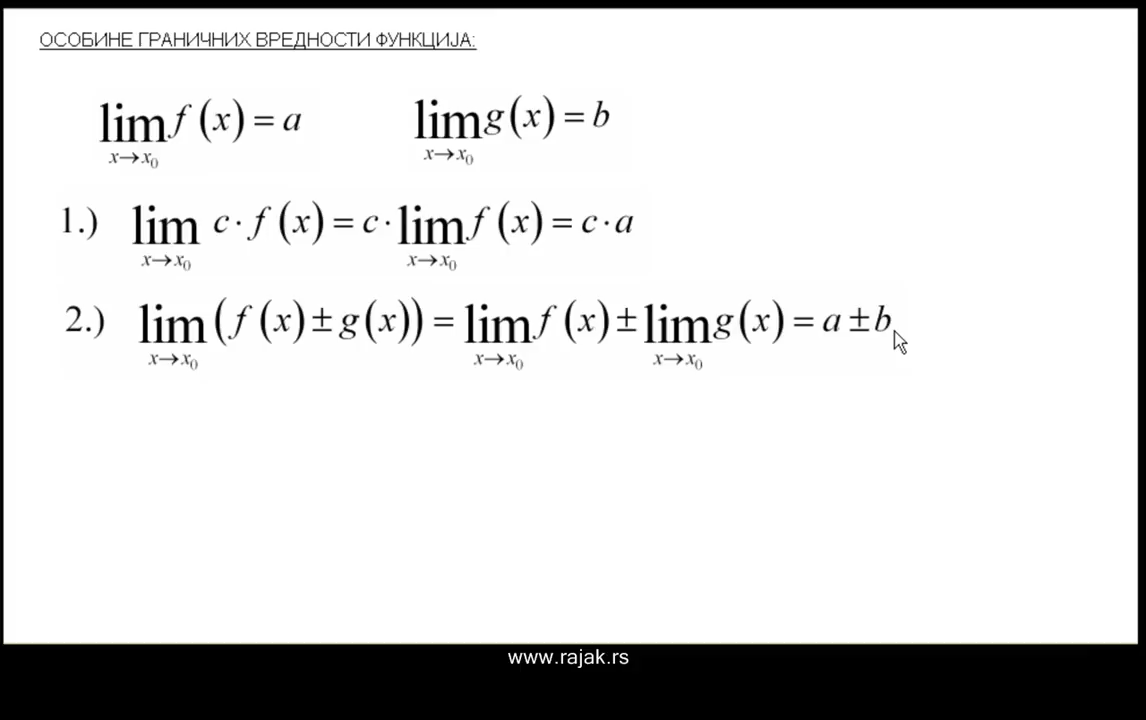 ОСОБИНЕ ГРАНИЧНИХ ВРЕДНОСТИ ФУНКЦИЈА:
lim_{x→x₀} f(x) = a    lim_{x→x₀} g(x) = b
1.) lim_{x→x₀} c·f(x) = c·lim_{x→x₀} f(x) = c·a
2.) lim_{x→x₀} (f(x)±g(x)) = lim_{x→x₀} f(x) ± lim_{x→x₀} g(x) = a±b
www.rajak.rs